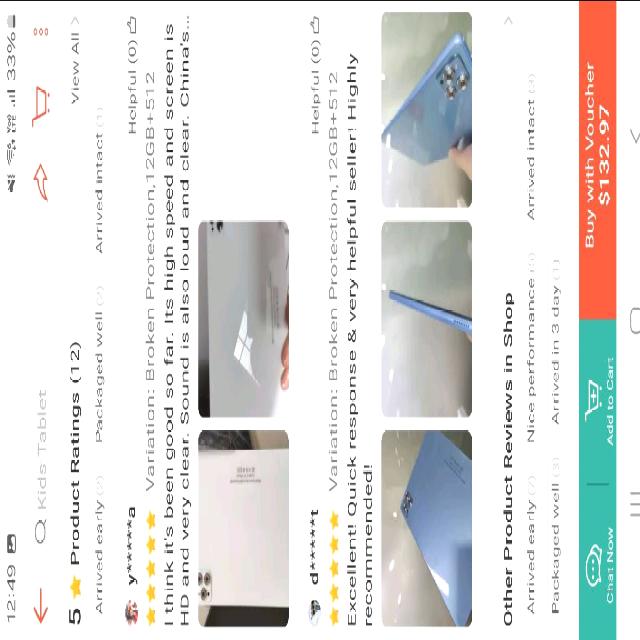 12:49 33%
Kids Tablet
5 Product Ratings (12) View All >
Arrived early (2) Packaged well (2) Arrived intact (1)
y*****a Helpful (0)
Variation: Broken Protection,12GB+512
I think it's been good so far. Its high speed and screen is
HD and very clear. Sound is also loud and clear. China's...
d*****t Helpful (0)
Variation: Broken Protection,12GB+512
Excellent! Quick response & very helpful seller! Highly
recommended!
Other Product Reviews in Shop >
Arrived early Nice performance Arrived intact
Packaged well Arrived in 3 day (1)
Chat Now
Add to Cart
Buy with Voucher
$132.97